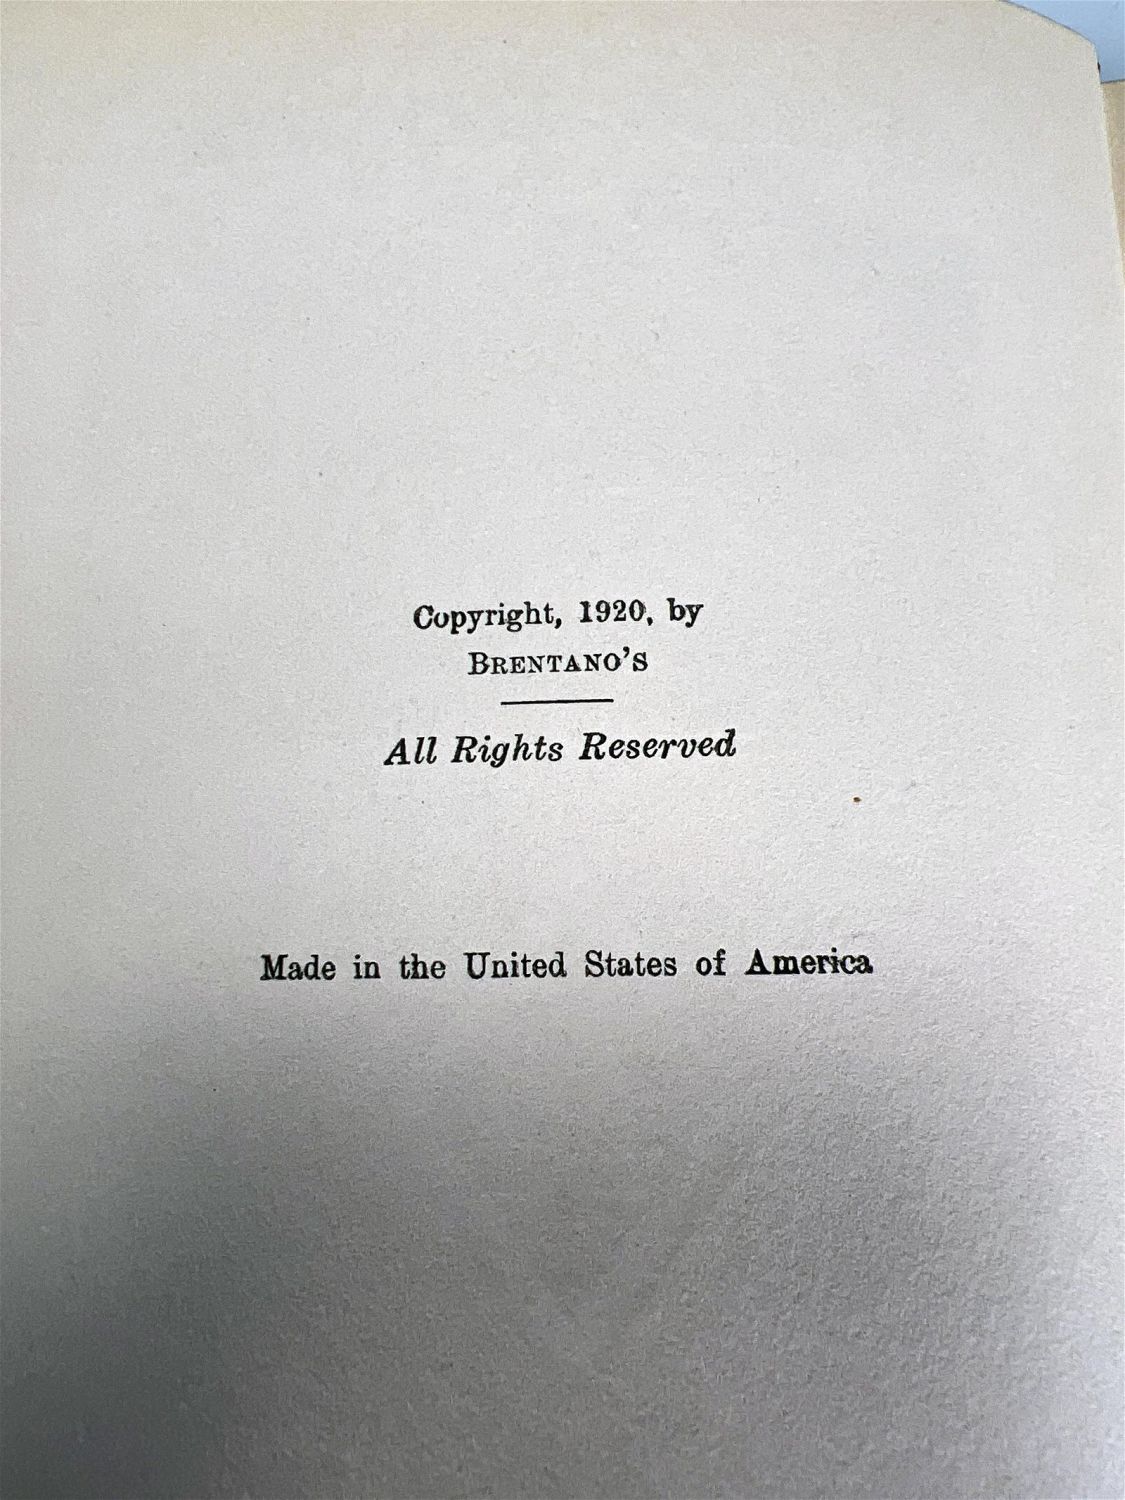 Copyright, 1920, by
BRENTANO'S
All Rights Reserved
Made in the United States of America